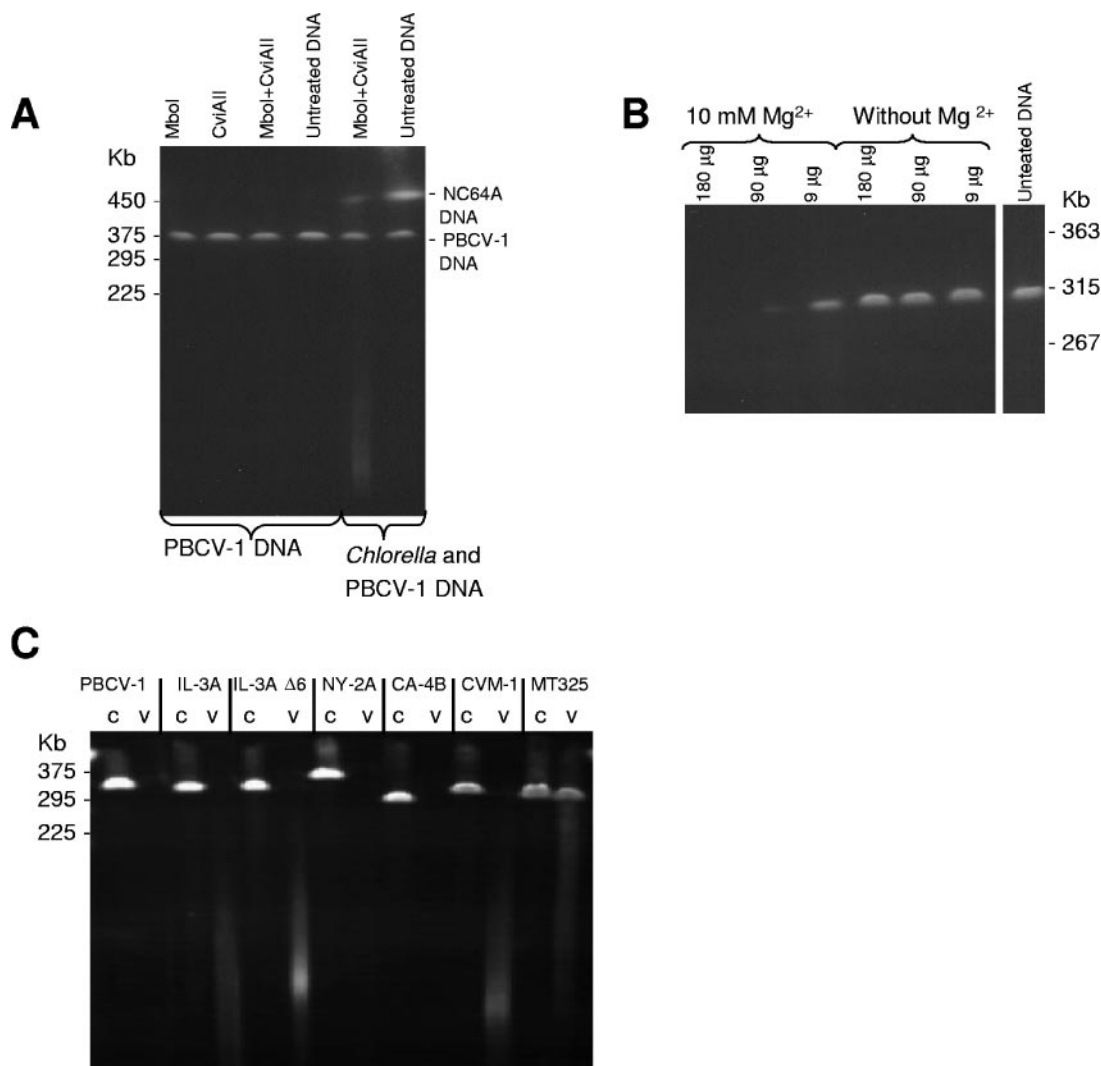 A
MboI
CviAII
MboI+CviAII
Untreated DNA
MboI+CviAII
Untreated DNA
Kb
450 -
375 -
295 -
225 -
- NC64A
DNA
- PBCV-1
DNA
PBCV-1 DNA
Chlorella and
PBCV-1 DNA
B
10 mM Mg2+
Without Mg 2+
180 µg
90 µg
9 µg
180 µg
90 µg
9 µg
Unteated DNA
Kb
- 363
- 315
- 267
C
PBCV-1 IL-3A IL-3A Δ6 NY-2A CA-4B CVM-1 MT325
C V C V C V C V C V C V C V
Kb
375 -
295 -
225 -